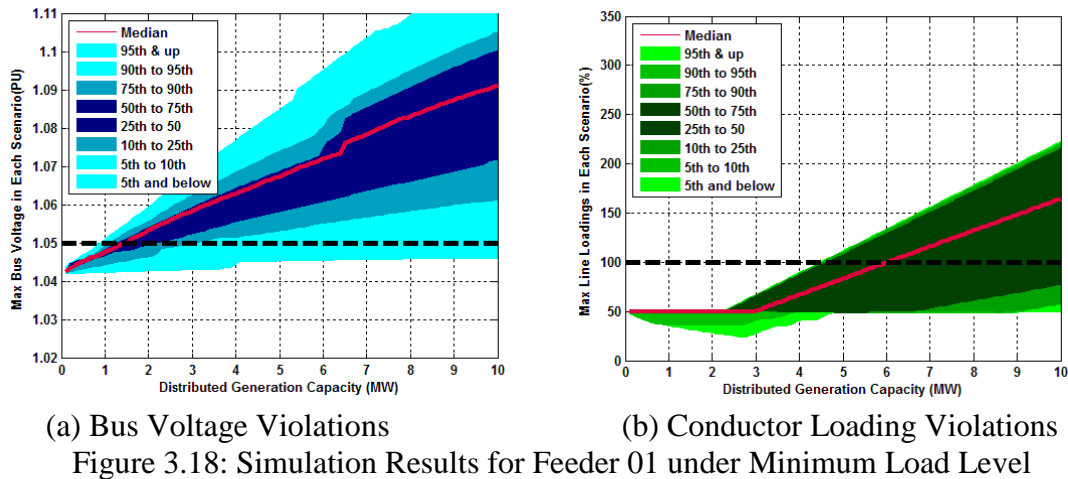 1.11
1.1
1.09
1.08
1.07
1.06
1.05
1.04
1.03
1.02
Max Bus Voltage in Each Scenario(PU)
Median
95th & up
90th to 95th
75th to 90th
50th to 75th
25th to 50
10th to 25th
5th to 10th
5th and below
0 1 2 3 4 5 6 7 8 9 10
Distributed Generation Capacity (MW)
350
300
250
200
150
100
50
0
Max Line Loadings in Each Scenario(%)
Median
95th & up
90th to 95th
75th to 90th
50th to 75th
25th to 50
10th to 25th
5th to 10th
5th and below
0 1 2 3 4 5 6 7 8 9 10
Distributed Generation Capacity (MW)
(a) Bus Voltage Violations
(b) Conductor Loading Violations
Figure 3.18: Simulation Results for Feeder 01 under Minimum Load Level